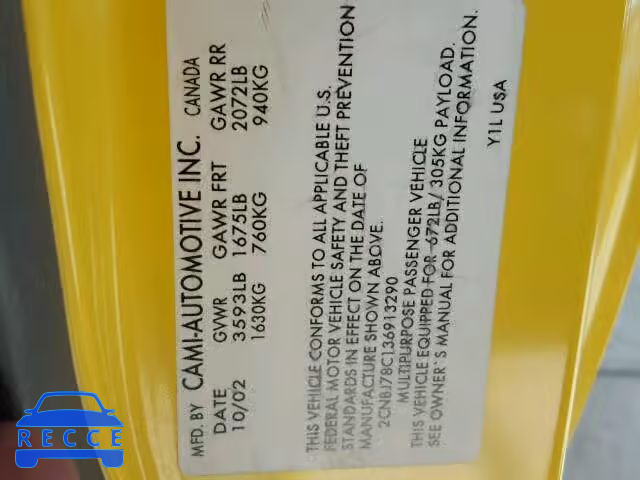 MFD. BY CAMI-AUTOMOTIVE INC. CANADA
DATE GVWR GAWR FRT GAWR RR
10/02 3593LB 1675LB 2072LB
1630KG 760KG 940KG
THIS VEHICLE CONFORMS TO ALL APPLICABLE U.S.
FEDERAL MOTOR VEHICLE SAFETY AND THEFT PREVENTION
STANDARDS IN EFFECT ON THE DATE OF
MANUFACTURE SHOWN ABOVE.
2CNBJ78C136913290
MULTIPURPOSE PASSENGER VEHICLE
THIS VEHICLE EQUIPPED FOR 672LB/ 305KG PAYLOAD.
SEE OWNER'S MANUAL FOR ADDITIONAL INFORMATION.
Y1L USA
RECCE